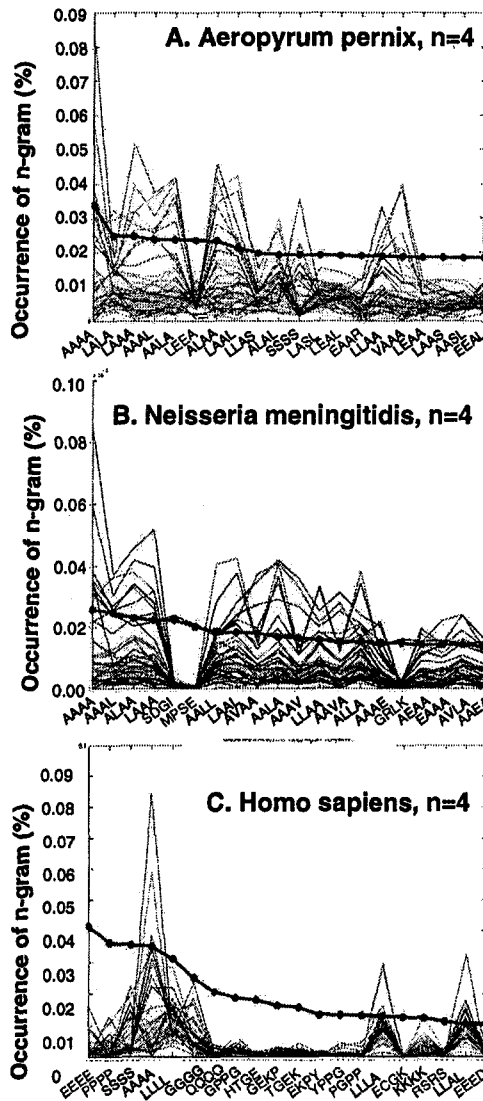 0.09
A. Aeropyrum pernix, n=4
0.08
0.07
0.06
0.05
0.04
0.03
0.02
0.01
Occurrence of n-gram (%)
AAAA LALA LAAA AAAL AALA LEEA ALAA LAAL LLAS ALAL SSSS LASL LEAL EAAR LLAA VAAA LEAA LAAS AASL EEAL
0.10
B. Neisseria meningitidis, n=4
0.08
0.06
0.04
0.02
0.00
Occurrence of n-gram (%)
AAAA AAAL ALAA LAAA SDGI MPSE AALL LAAL AVAA AALA AAAV LLAA AAVA ALLA AAAE GRLK AEAA EAAA AVLA AAEA
C. Homo sapiens, n=4
0.09
0.08
0.07
0.06
0.05
0.04
0.03
0.02
0.01
0
Occurrence of n-gram (%)
EEEE PPPP SSSS AAAA LLLL GGGG QQQQ GPPG HTGE GEKP TGEK EKPY YPPG PGPP LLLA ECGK KKKK HSHS LLAL EEED